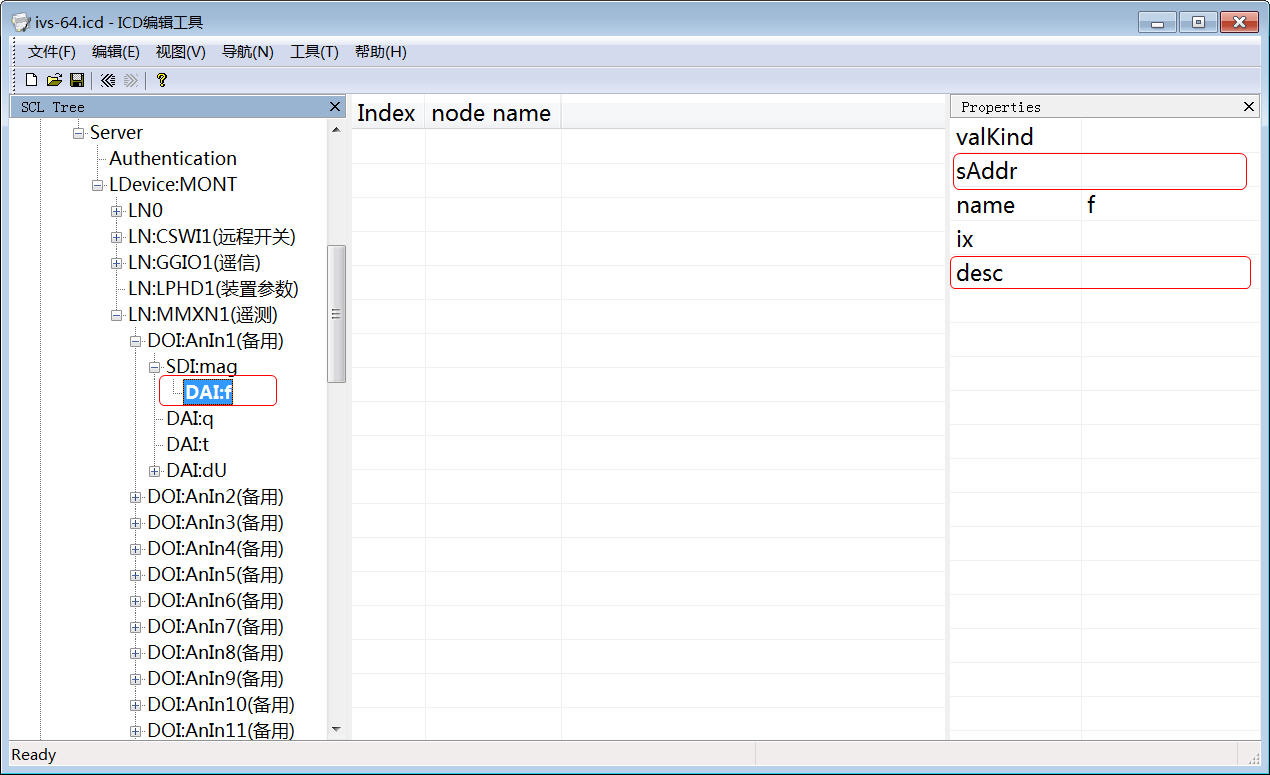 ivs-64.icd - ICD编辑工具
文件(F) 编辑(E) 视图(V) 导航(N) 工具(T) 帮助(H)
SCL Tree
Server
Authentication
LDevice:MONT
LN0
LN:CSWI1(远程开关)
LN:GGIO1(遥信)
LN:LPHD1(装置参数)
LN:MMXN1(遥测)
DOI:AnIn1(备用)
SDI:mag
DAI:f
DAI:q
DAI:t
DAI:dU
DOI:AnIn2(备用)
DOI:AnIn3(备用)
DOI:AnIn4(备用)
DOI:AnIn5(备用)
DOI:AnIn6(备用)
DOI:AnIn7(备用)
DOI:AnIn8(备用)
DOI:AnIn9(备用)
DOI:AnIn10(备用)
DOI:AnIn11(备用)
Index node name
Properties
valKind
sAddr
name f
ix
desc
Ready